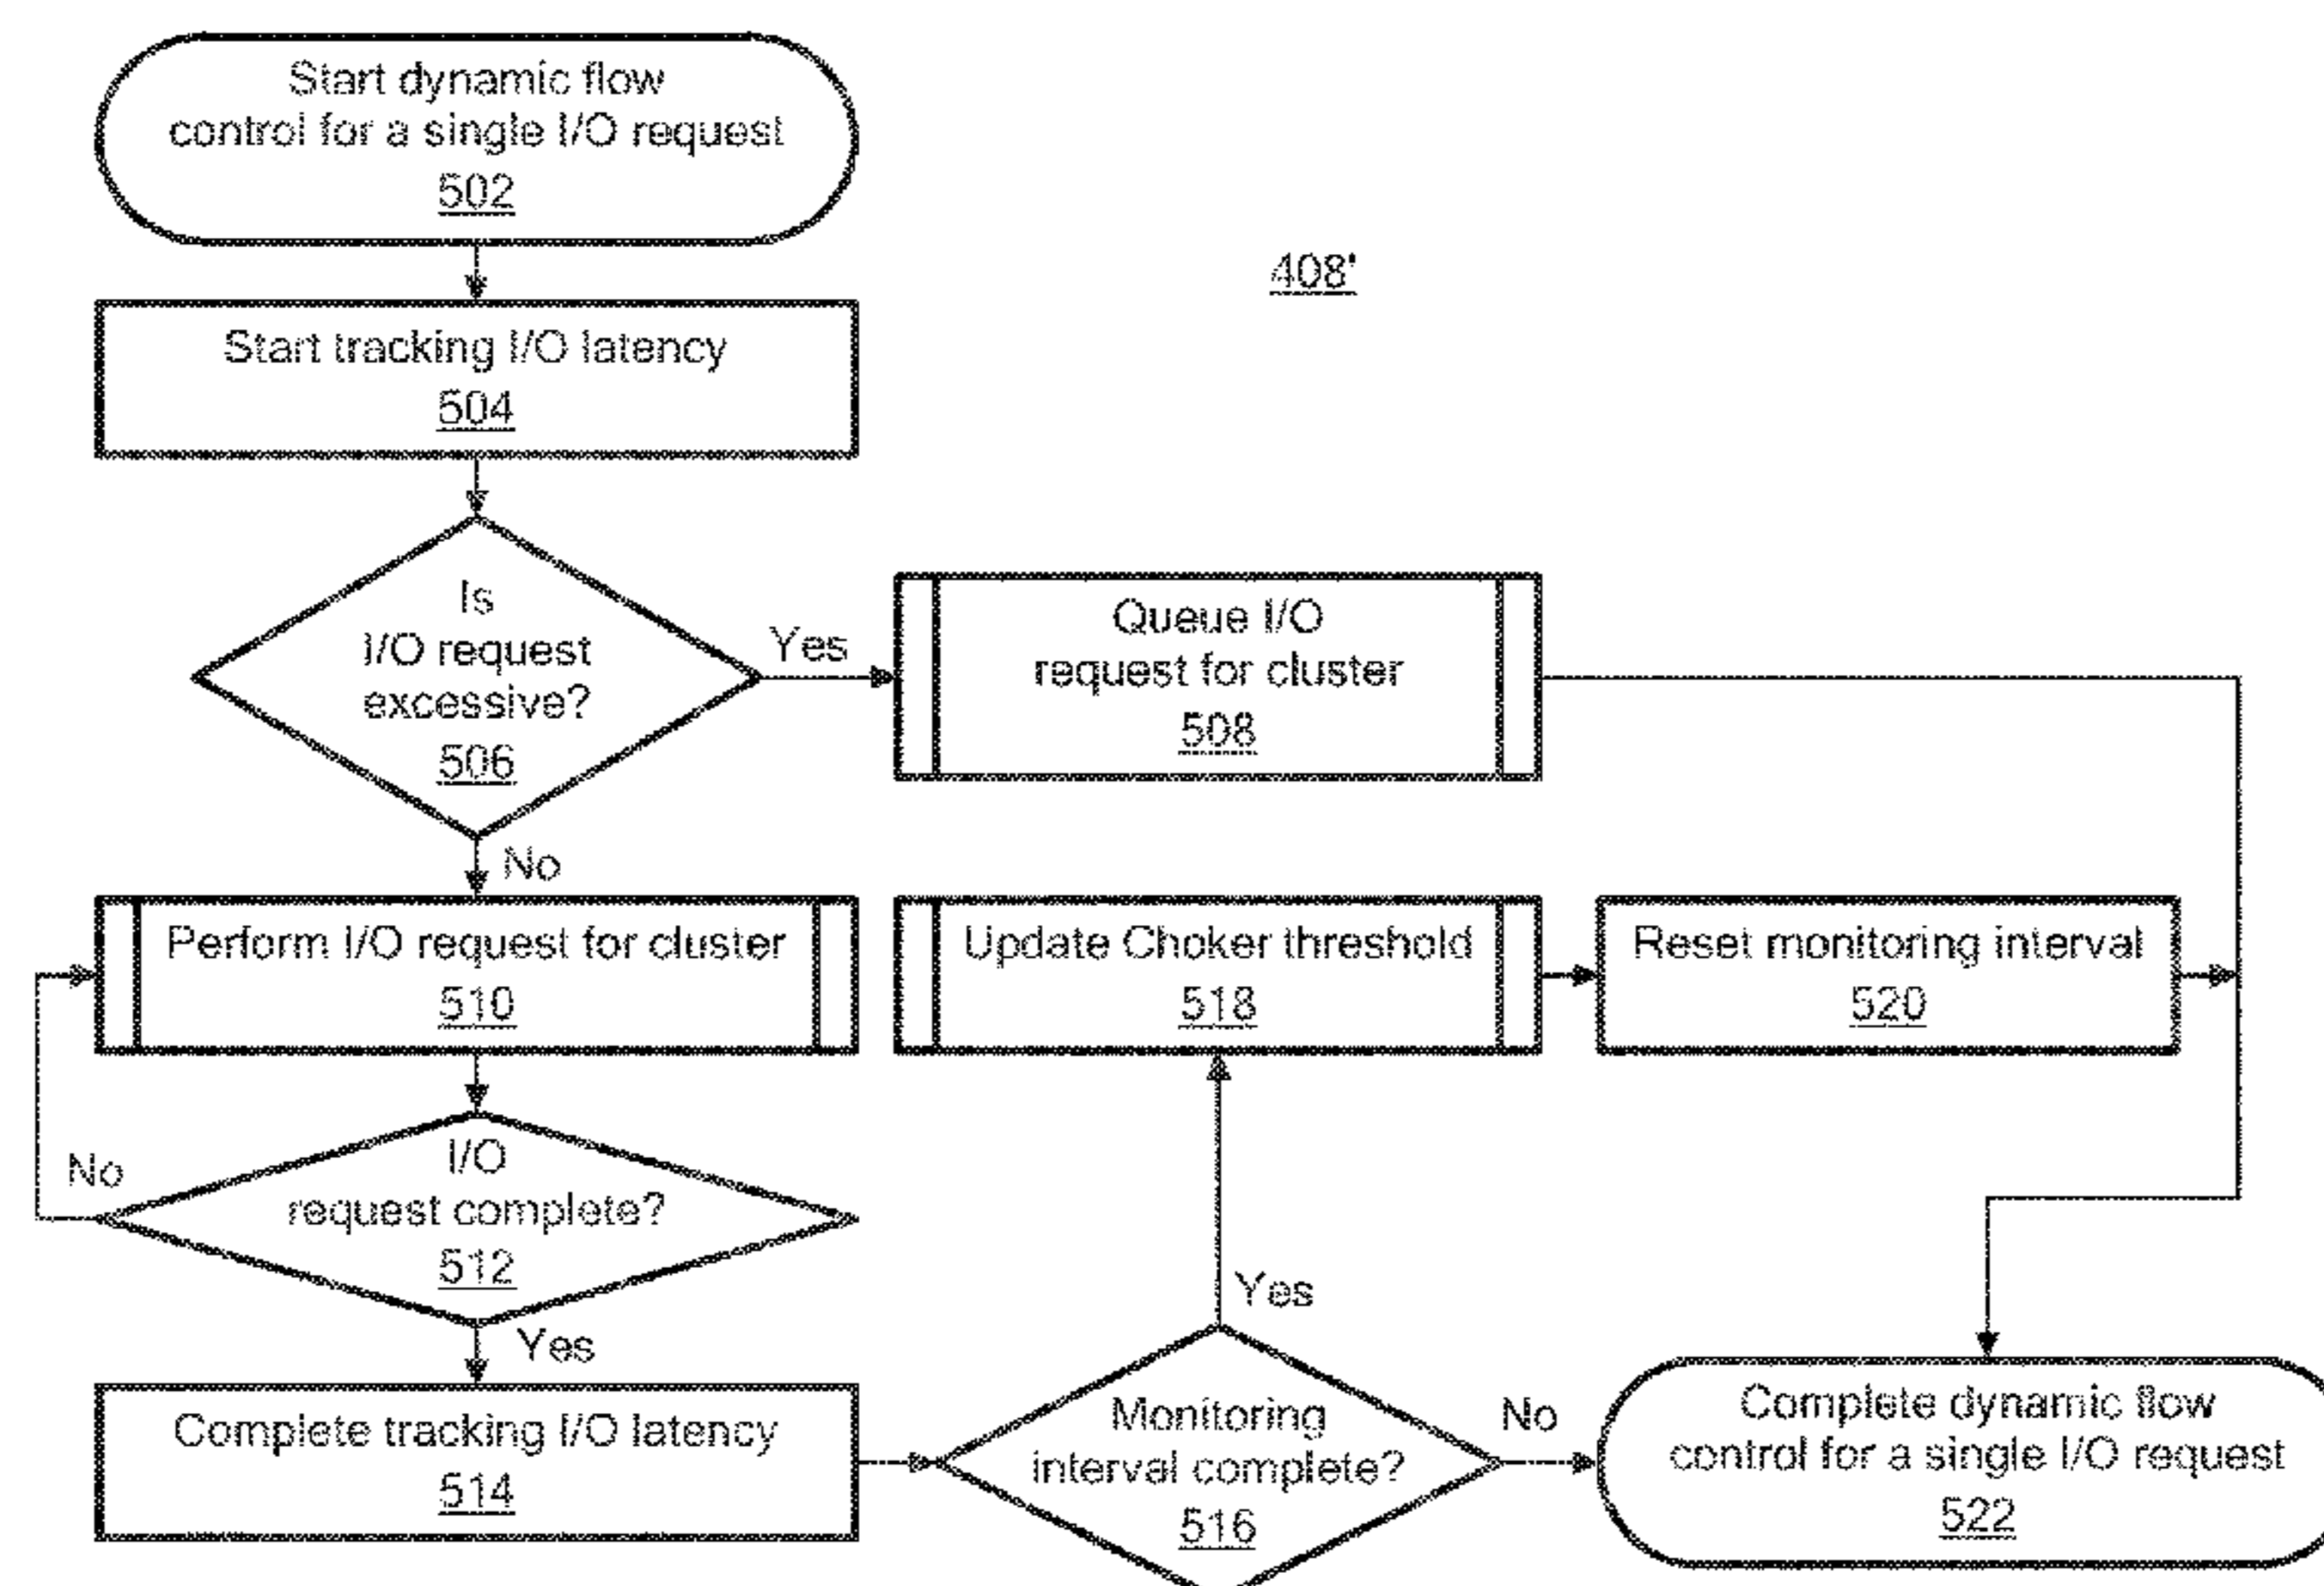 Start dynamic flow
control for a single I/O request
502
408'
Start tracking I/O latency
504
Is
I/O request
excessive?
506
Yes
Queue I/O
request for cluster
508
No
Perform I/O request for cluster
510
Update Choker threshold
518
Reset monitoring interval
520
No
I/O
request complete?
512
Yes
Yes
Complete tracking I/O latency
514
Monitoring
interval complete?
516
No
Complete dynamic flow
control for a single I/O request
522